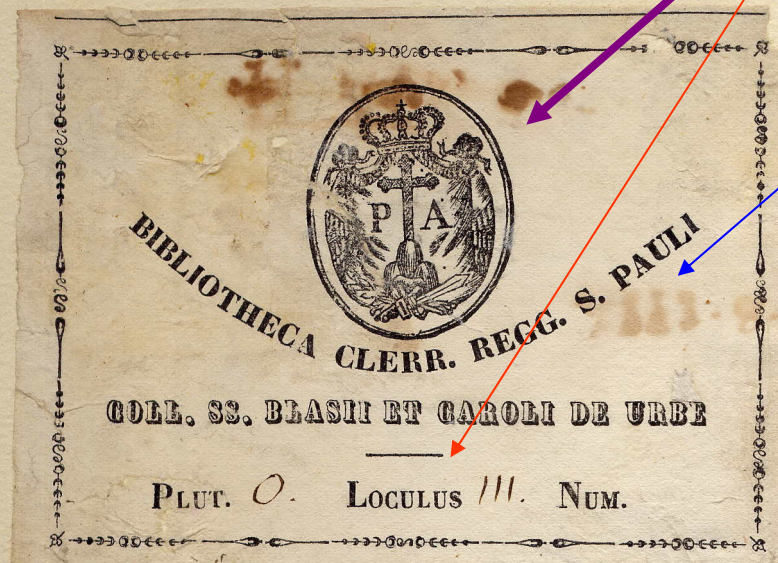 P A
BIBLIOTHECA CLERR. REGG. S. PAULI
COLL. SS. BLASII ET CAROLI DE URBE
PLUT. O. LOCULUS III. NUM.